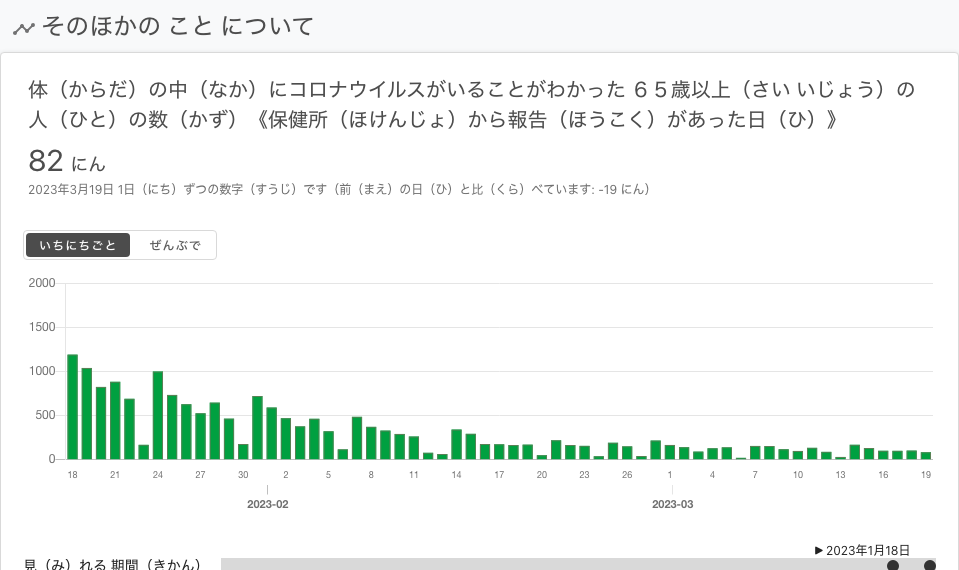 そのほかの こと について
体（からだ）の中（なか）にコロナウイルスがいることがわかった ６５歳以上（さい いじょう）の
人（ひと）の数（かず）《保健所（ほけんじょ）から報告（ほうこく）があった日（ひ）》
82 にん
2023年3月19日 1日（にち）ずつの数字（すうじ）です（前（まえ）の日（ひ）と比（くら）べています: -19 にん）
いちにちごと ぜんぶで
2000
1500
1000
500
0
18 21 24 27 30 2 5 8 11 14 17 20 23 26 1 4 7 10 13 16 19
2023-02 2023-03
▶ 2023年1月18日
見（み）れる 期間（きかん）